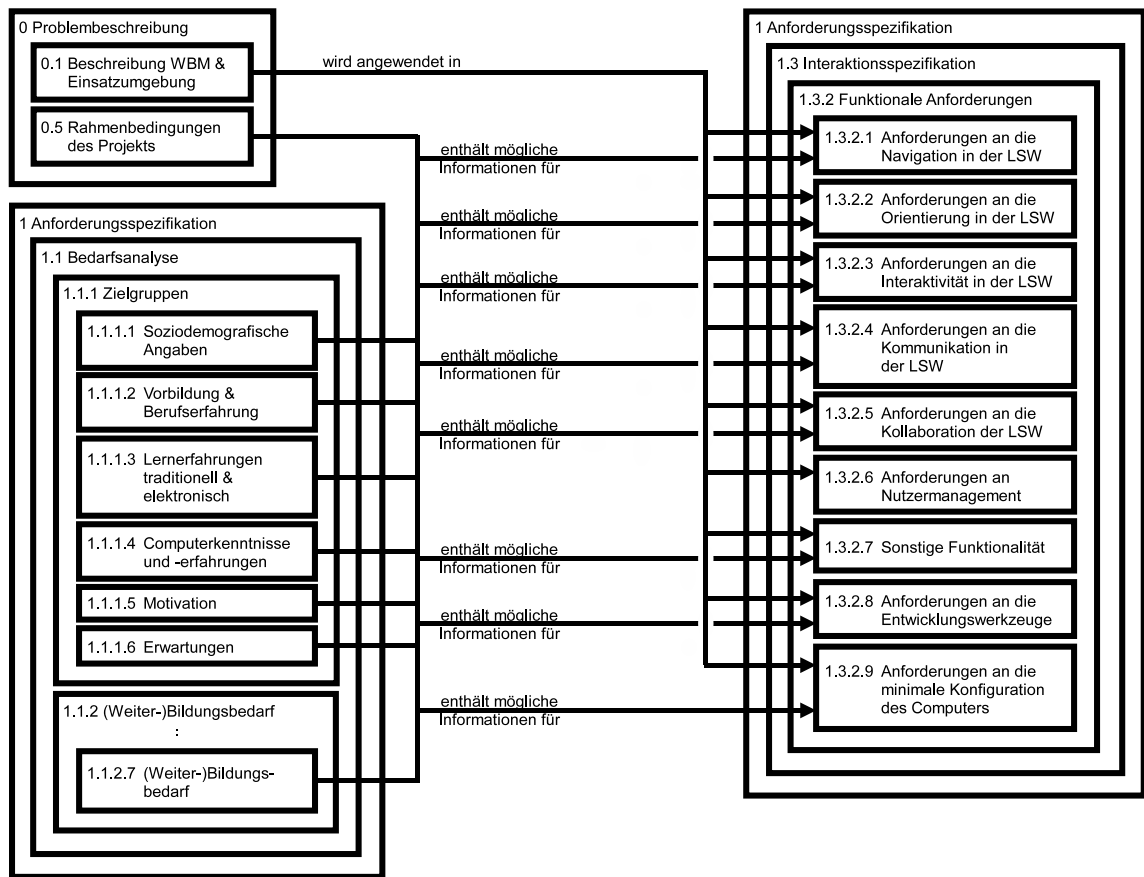 0 Problembeschreibung
0.1 Beschreibung WBM &
Einsatzumgebung
0.5 Rahmenbedingungen
des Projekts
1 Anforderungsspezifikation
1.1 Bedarfsanalyse
1.1.1 Zielgruppen
1.1.1.1 Soziodemografische
Angaben
1.1.1.2 Vorbildung &
Berufserfahrung
1.1.1.3 Lernerfahrungen
traditionell &
elektronisch
1.1.1.4 Computerkenntnisse
und -erfahrungen
1.1.1.5 Motivation
1.1.1.6 Erwartungen
1.1.2 (Weiter-)Bildungsbedarf
:
1.1.2.7 (Weiter-)Bildungs-
bedarf
wird angewendet in
enthält mögliche
Informationen für
enthält mögliche
Informationen für
enthält mögliche
Informationen für
enthält mögliche
Informationen für
enthält mögliche
Informationen für
enthält mögliche
Informationen für
enthält mögliche
Informationen für
enthält mögliche
Informationen für
1 Anforderungsspezifikation
1.3 Interaktionsspezifikation
1.3.2 Funktionale Anforderungen
1.3.2.1 Anforderungen an die
Navigation in der LSW
1.3.2.2 Anforderungen an die
Orientierung in der LSW
1.3.2.3 Anforderungen an die
Interaktivität in der LSW
1.3.2.4 Anforderungen an die
Kommunikation in
der LSW
1.3.2.5 Anforderungen an die
Kollaboration der LSW
1.3.2.6 Anforderungen an
Nutzermanagement
1.3.2.7 Sonstige Funktionalität
1.3.2.8 Anforderungen an die
Entwicklungswerkzeuge
1.3.2.9 Anforderungen an die
minimale Konfiguration
des Computers